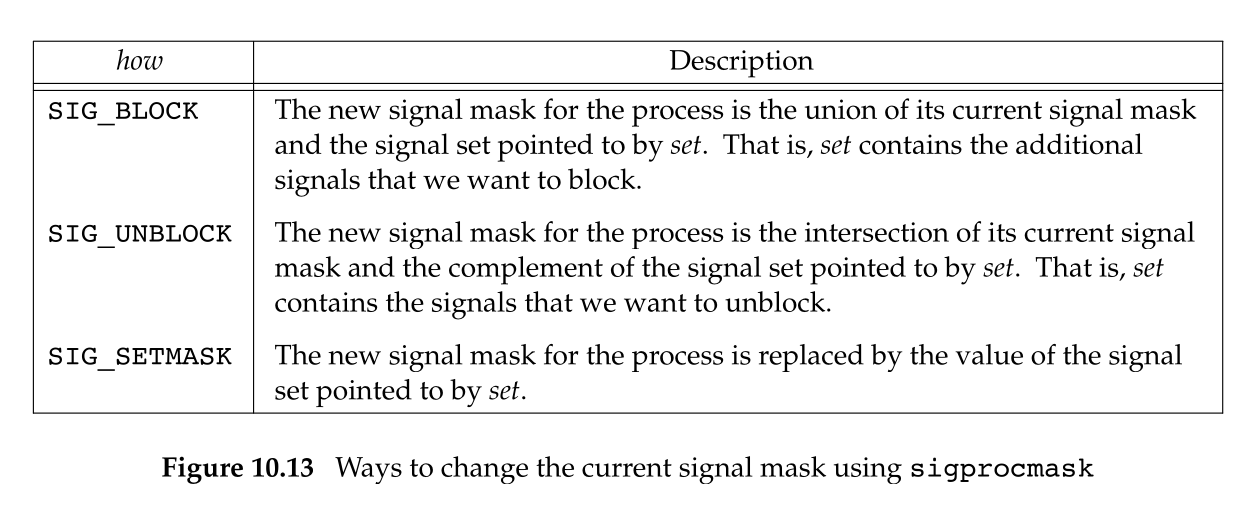 how Description
SIG_BLOCK The new signal mask for the process is the union of its current signal mask
and the signal set pointed to by set. That is, set contains the additional
signals that we want to block.
SIG_UNBLOCK The new signal mask for the process is the intersection of its current signal
mask and the complement of the signal set pointed to by set. That is, set
contains the signals that we want to unblock.
SIG_SETMASK The new signal mask for the process is replaced by the value of the signal
set pointed to by set.
Figure 10.13 Ways to change the current signal mask using sigprocmask